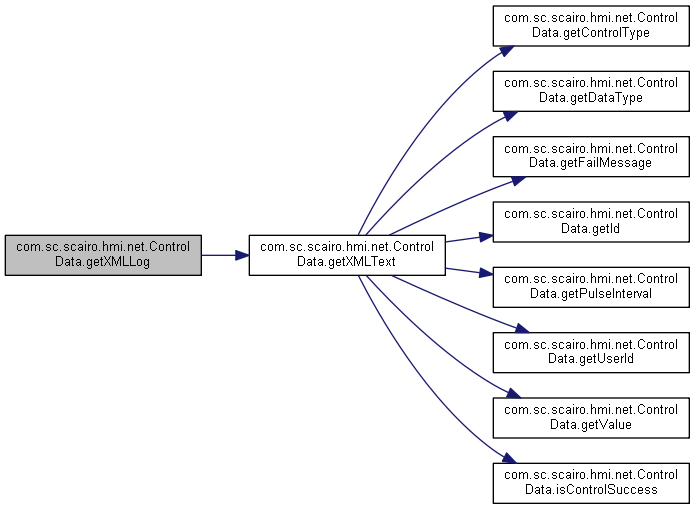 com.sc.scairo.hmi.net.Control
Data.getXMLLog
com.sc.scairo.hmi.net.Control
Data.getXMLText
com.sc.scairo.hmi.net.Control
Data.getControlType
com.sc.scairo.hmi.net.Control
Data.getDataType
com.sc.scairo.hmi.net.Control
Data.getFailMessage
com.sc.scairo.hmi.net.Control
Data.getId
com.sc.scairo.hmi.net.Control
Data.getPulseInterval
com.sc.scairo.hmi.net.Control
Data.getUserId
com.sc.scairo.hmi.net.Control
Data.getValue
com.sc.scairo.hmi.net.Control
Data.isControlSuccess